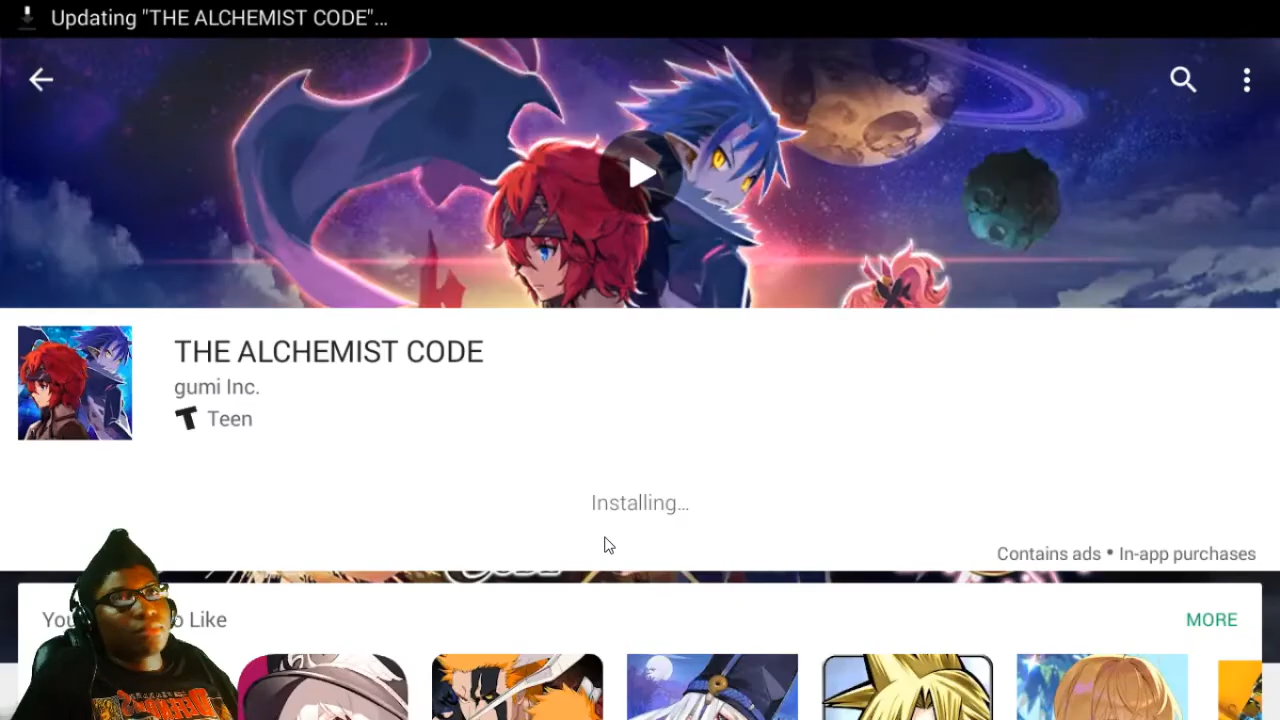 Updating "THE ALCHEMIST CODE"...
THE ALCHEMIST CODE
gumi Inc.
T Teen
Installing...
Contains ads • In-app purchases
Like
MORE